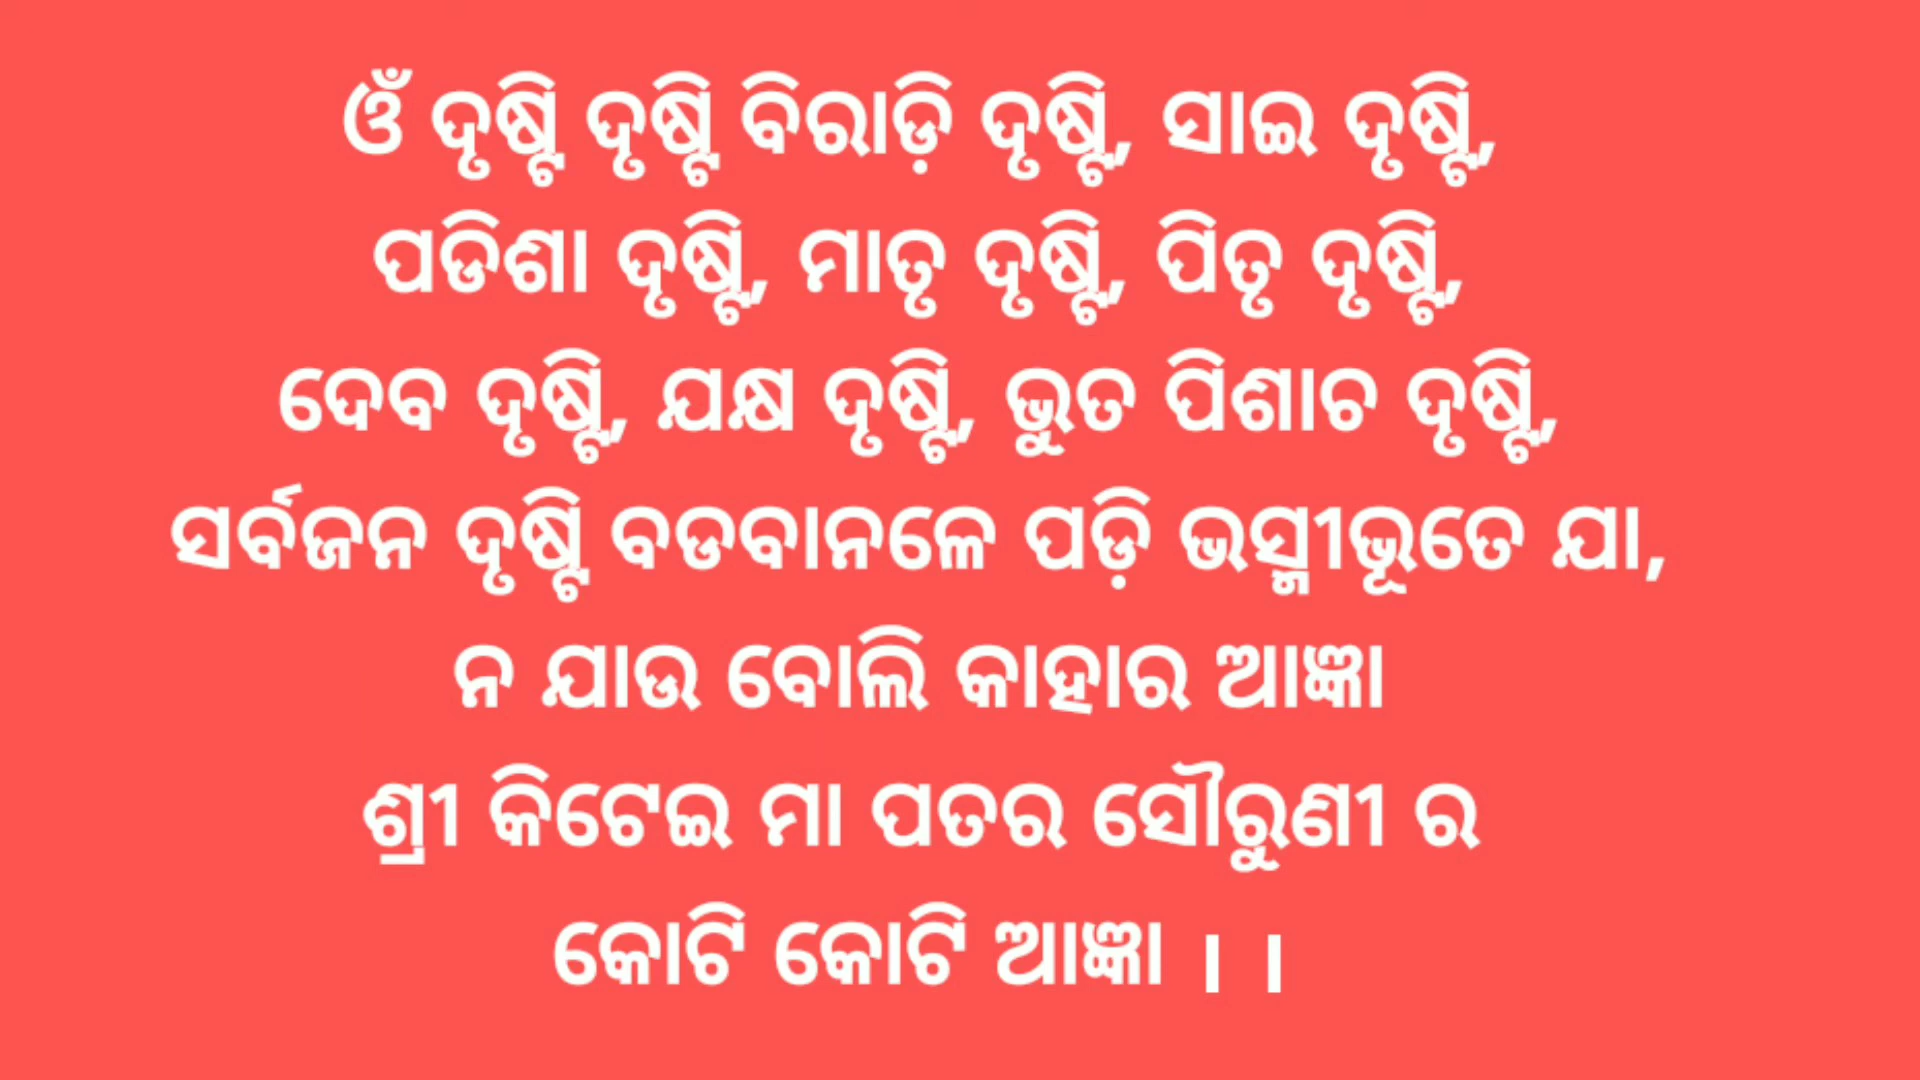 ଓଁ ଦୃଷ୍ଟି ଦୃଷ୍ଟି ବିରାଡ଼ି ଦୃଷ୍ଟି, ସାଇ ଦୃଷ୍ଟି,
ପଡିଶା ଦୃଷ୍ଟି, ମାତୃ ଦୃଷ୍ଟି, ପିତୃ ଦୃଷ୍ଟି,
ଦେବ ଦୃଷ୍ଟି, ଯକ୍ଷ ଦୃଷ୍ଟି, ଭୁତ ପିଶାଚ ଦୃଷ୍ଟି,
ସର୍ବଜନ ଦୃଷ୍ଟି ବଡବାନଳେ ପଡ଼ି ଭସ୍ମୀଭୂତେ ଯା,
ନ ଯାଉ ବୋଲି କାହାର ଆଜ୍ଞା
ଶ୍ରୀ କିଟେଇ ମା ପତର ସୌରୁଣୀ ର
କୋଟି କୋଟି ଆଜ୍ଞା । ।